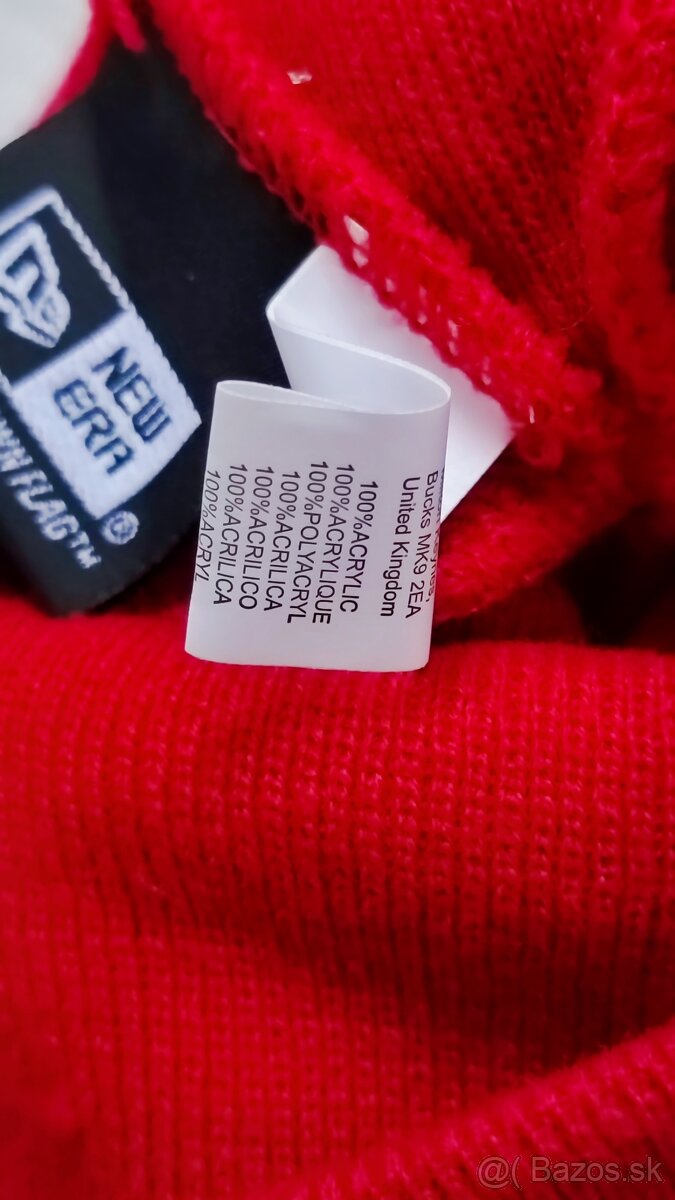 NEW
ERA®
FLAG™
Bucks MK9 2EA
United Kingdom
100%ACRYLIC
100%ACRYLIQUE
100%POLYACRYL
100%ACRILICA
100%ACRILICO
100%ACRILICA
100%ACRYL
@( Bazos.sk